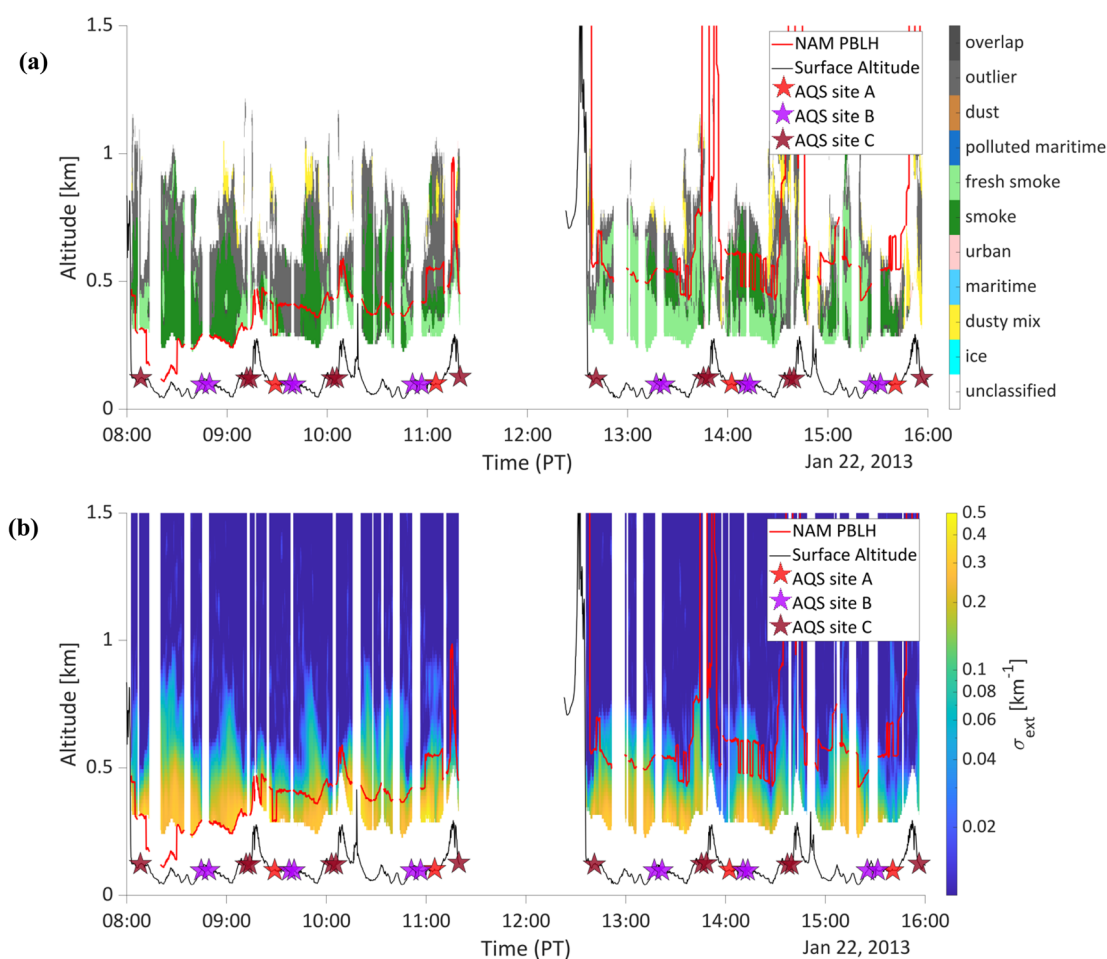 (a)
1.5
1
0.5
0
Altitude [km]
NAM PBLH
Surface Altitude
AQS site A
AQS site B
AQS site C
overlap
outlier
dust
polluted maritime
fresh smoke
smoke
urban
maritime
dusty mix
ice
unclassified
08:00 09:00 10:00 11:00 12:00 13:00 14:00 15:00 16:00
Time (PT)
Jan 22, 2013
(b)
1.5
1
0.5
0
Altitude [km]
NAM PBLH
Surface Altitude
AQS site A
AQS site B
AQS site C
0.5
0.4
0.3
0.2
0.1
0.08
0.06
0.04
0.02
σext [km-1]
08:00 09:00 10:00 11:00 12:00 13:00 14:00 15:00 16:00
Time (PT)
Jan 22, 2013